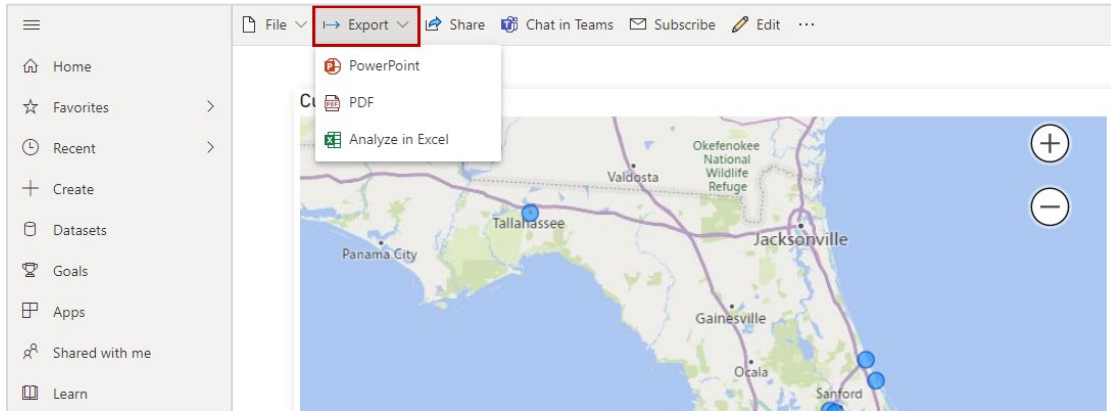 File Export Share Chat in Teams Subscribe Edit ...
Home
Favorites
Recent
Create
Datasets
Goals
Apps
Shared with me
Learn
PowerPoint
PDF
Analyze in Excel
Okefenokee
National
Wildlife
Refuge
Valdosta
Tallahassee
Jacksonville
Panama City
Gainesville
Ocala
Sanford